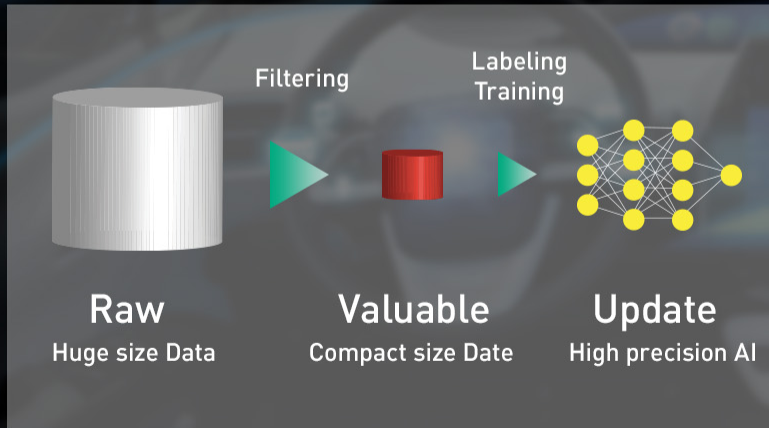 Filtering
Labeling
Training
Raw
Huge size Data
Valuable
Compact size Date
Update
High precision AI